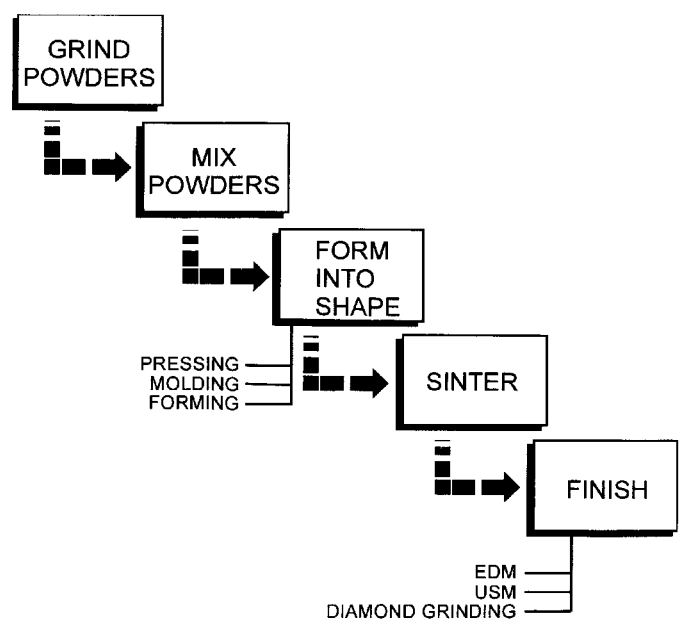 GRIND
POWDERS
MIX
POWDERS
FORM
INTO
SHAPE
PRESSING
MOLDING
FORMING
SINTER
FINISH
EDM
USM
DIAMOND GRINDING